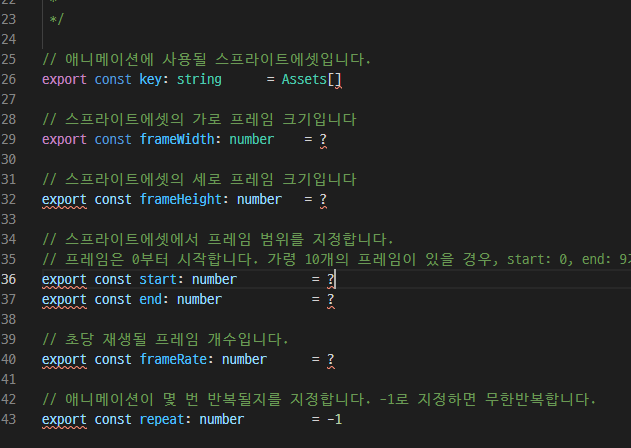 22 *
23 */
24
25 // 애니메이션에 사용될 스프라이트에셋입니다.
26 export const key: string = Assets[]
27
28 // 스프라이트에셋의 가로 프레임 크기입니다
29 export const frameWidth: number = ?
30
31 // 스프라이트에셋의 세로 프레임 크기입니다
32 export const frameHeight: number = ?
33
34 // 스프라이트에셋에서 프레임 범위를 지정합니다.
35 // 프레임은 0부터 시작합니다. 가령 10개의 프레임이 있을 경우, start: 0, end: 9
36 export const start: number = ?
37 export const end: number = ?
38
39 // 초당 재생될 프레임 개수입니다.
40 export const frameRate: number = ?
41
42 // 애니메이션이 몇 번 반복될지를 지정합니다. -1로 지정하면 무한반복합니다.
43 export const repeat: number = -1